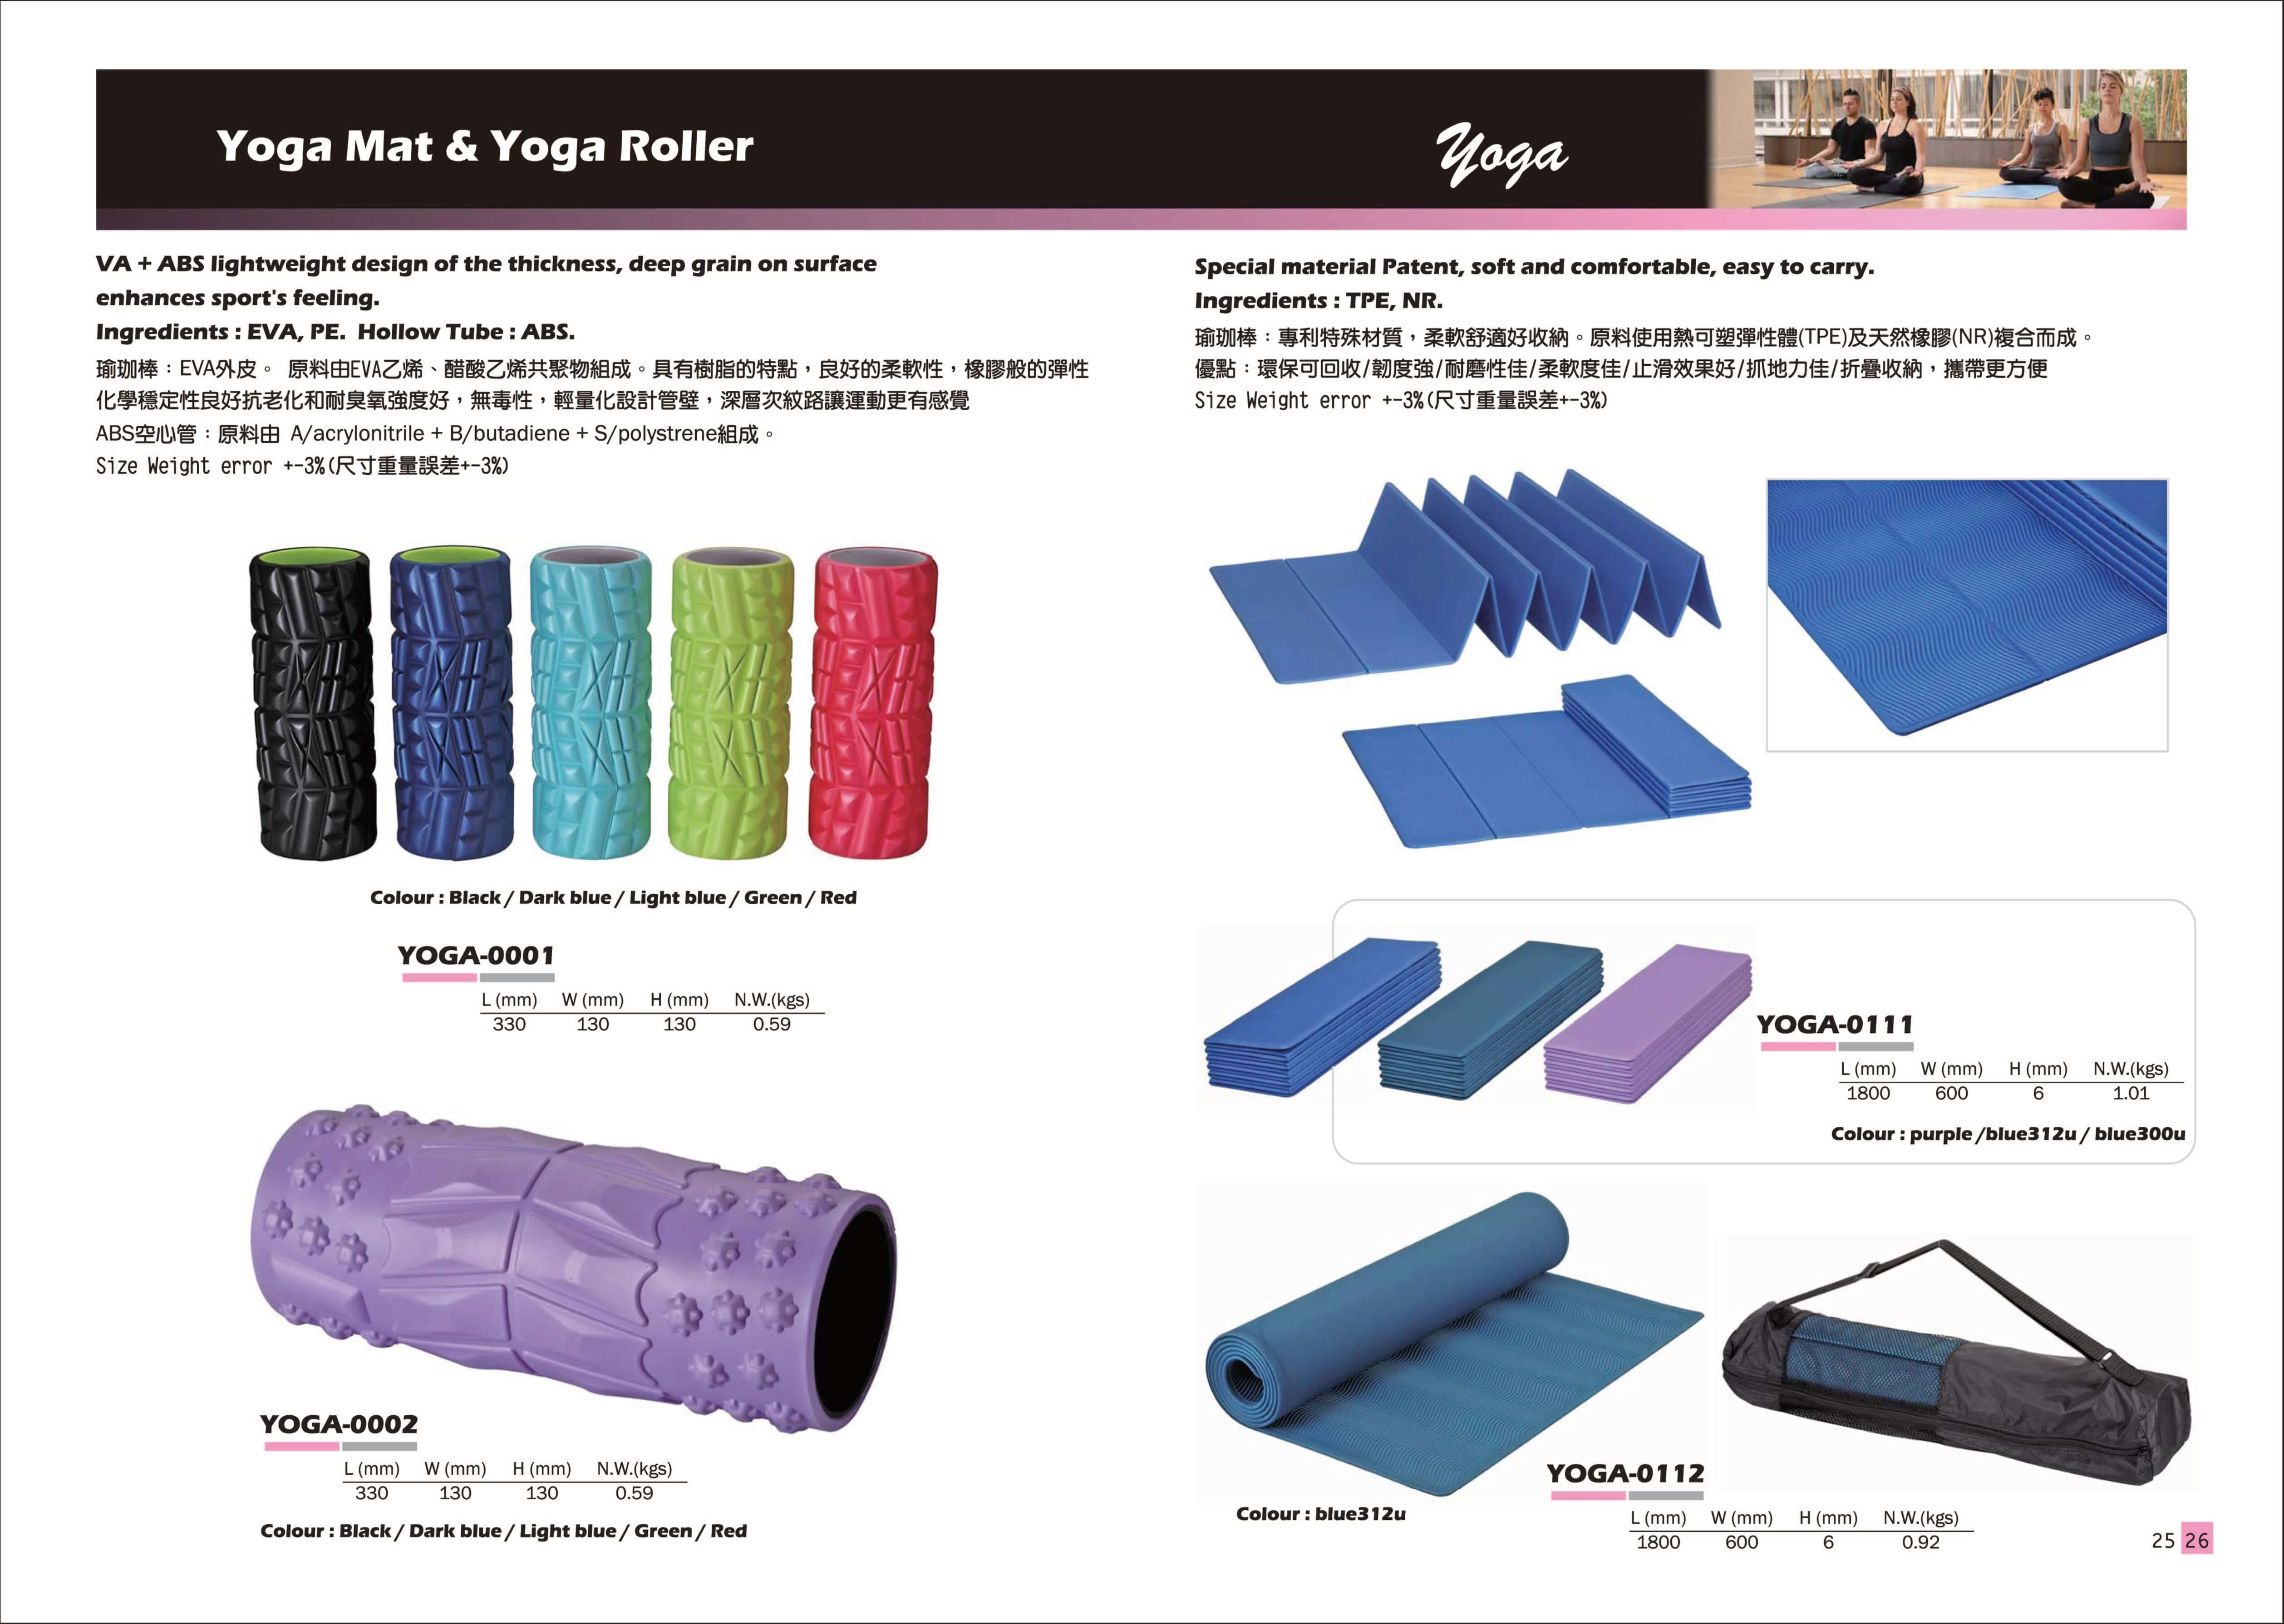 Yoga Mat & Yoga Roller
Yoga
VA + ABS lightweight design of the thickness, deep grain on surface
enhances sport's feeling.
Ingredients : EVA, PE. Hollow Tube : ABS.
瑜珈棒：EVA外皮。 原料由EVA乙烯、醋酸乙烯共聚物組成。具有樹脂的特點，良好的柔軟性，橡膠般的彈性
化學穩定性良好抗老化和耐臭氧強度好，無毒性，輕量化設計管壁，深層次紋路讓運動更有感覺
ABS空心管：原料由 A/acrylonitrile + B/butadiene + S/polystrene組成。
Size Weight error +-3%(尺寸重量誤差+-3%)
Colour : Black / Dark blue / Light blue / Green / Red
YOGA-0001
L (mm) W (mm) H (mm) N.W.(kgs)
330 130 130 0.59
YOGA-0002
L (mm) W (mm) H (mm) N.W.(kgs)
330 130 130 0.59
Colour : Black / Dark blue / Light blue / Green / Red
Special material Patent, soft and comfortable, easy to carry.
Ingredients : TPE, NR.
瑜珈棒：專利特殊材質，柔軟舒適好收納。原料使用熱可塑彈性體(TPE)及天然橡膠(NR)複合而成。
優點：環保可回收/韌度強/耐磨性佳/柔軟度佳/止滑效果好/抓地力佳/折疊收納，攜帶更方便
Size Weight error +-3%(尺寸重量誤差+-3%)
YOGA-0111
L (mm) W (mm) H (mm) N.W.(kgs)
1800 600 6 1.01
Colour : purple /blue312u / blue300u
YOGA-0112
Colour : blue312u
L (mm) W (mm) H (mm) N.W.(kgs)
1800 600 6 0.92
25 26